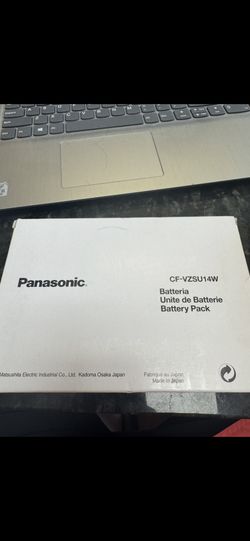 Panasonic
CF-VZSU14W
Batteria
Unite de Batterie
Battery Pack
Matsushita Electric Industrial Co., Ltd. Kadoma Osaka Japan
Fabriqué au Japon
Made in Japan